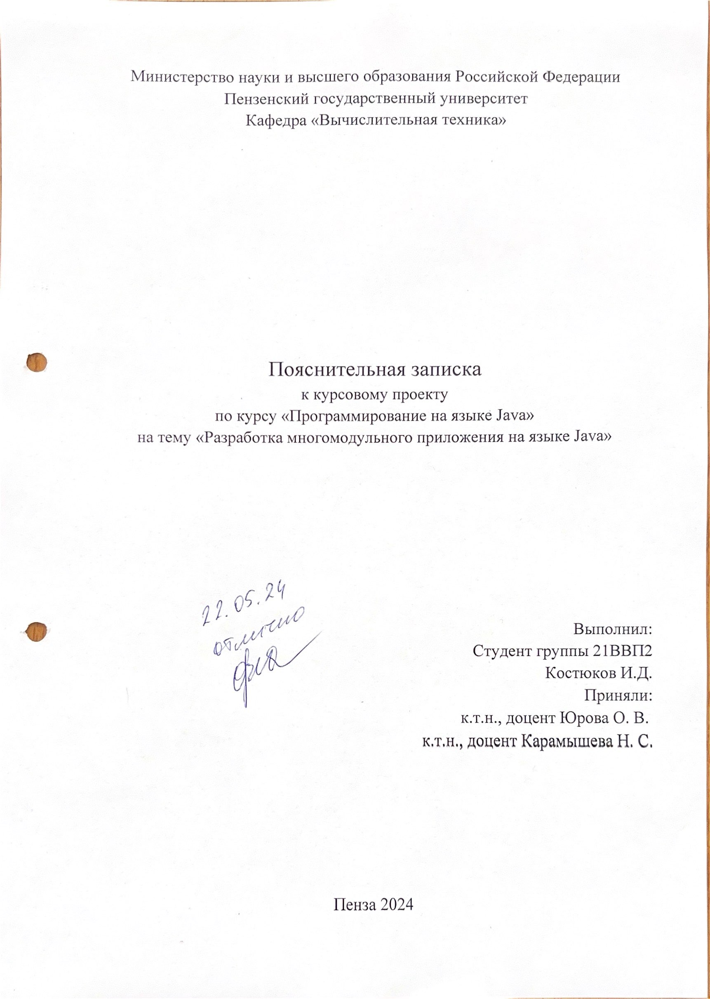 Министерство науки и высшего образования Российской Федерации
Пензенский государственный университет
Кафедра «Вычислительная техника»
Пояснительная записка
к курсовому проекту
по курсу «Программирование на языке Java»
на тему «Разработка многомодульного приложения на языке Java»
22.05.24
отлично
Выполнил:
Студент группы 21ВВП2
Костюков И.Д.
Приняли:
к.т.н., доцент Юрова О. В.
к.т.н., доцент Карамышева Н. С.
Пенза 2024